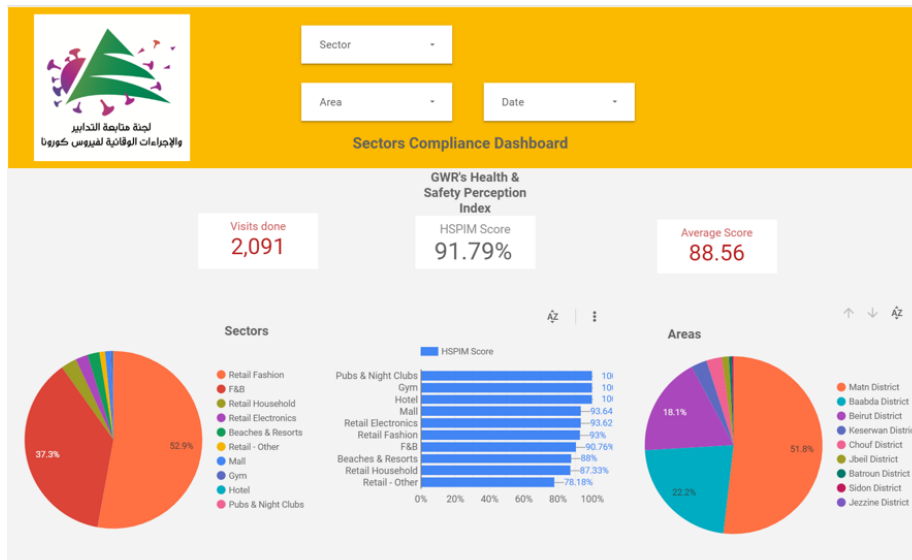 لجنة متابعة التدابير
والإجراءات الوقائية لفيروس كورونا
Sector
Area
Date
Sectors Compliance Dashboard
GWR's Health &
Safety Perception
Index
Visits done
2,091
HSPIM Score
91.79%
Average Score
88.56
Sectors
Retail Fashion
F&B
Retail Household
Retail Electronics
Beaches & Resorts
Retail - Other
Mall
Gym
Hotel
Pubs & Night Clubs
52.9%
37.3%
HSPIM Score
Pubs & Night Clubs 10
Gym 10
Hotel 10
Mall 93.64
Retail Electronics 93.62
Retail Fashion 93%
F&B 90.76%
Beaches & Resorts 88%
Retail Household 87.33%
Retail - Other 78.18%
0% 20% 40% 60% 80% 100%
Areas
Matn District
Baabda District
Beirut District
Keserwan Distric
Chouf District
Jbeil District
Batroun District
Sidon District
Jezzine District
18.1%
51.8%
22.2%